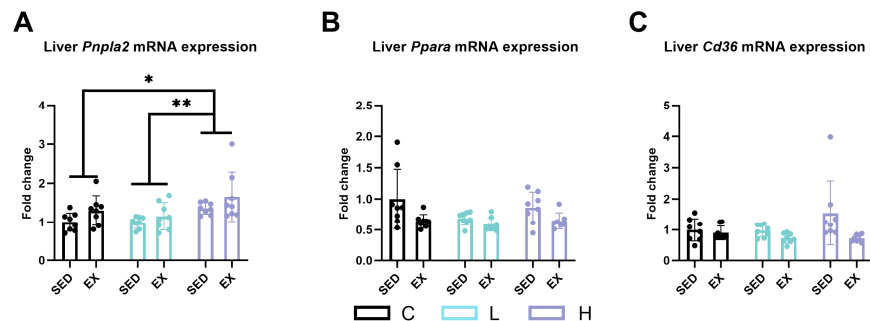 A
B
C
Liver Pnpla2 mRNA expression
Liver Ppara mRNA expression
Liver Cd36 mRNA expression
*
**
Fold change
4
3
2
1
0
SED
EX
SED
EX
SED
EX
Fold change
2.5
2.0
1.5
1.0
0.5
0.0
SED
EX
SED
EX
SED
EX
Fold change
5
4
3
2
1
0
SED
EX
SED
EX
SED
EX
C
L
H